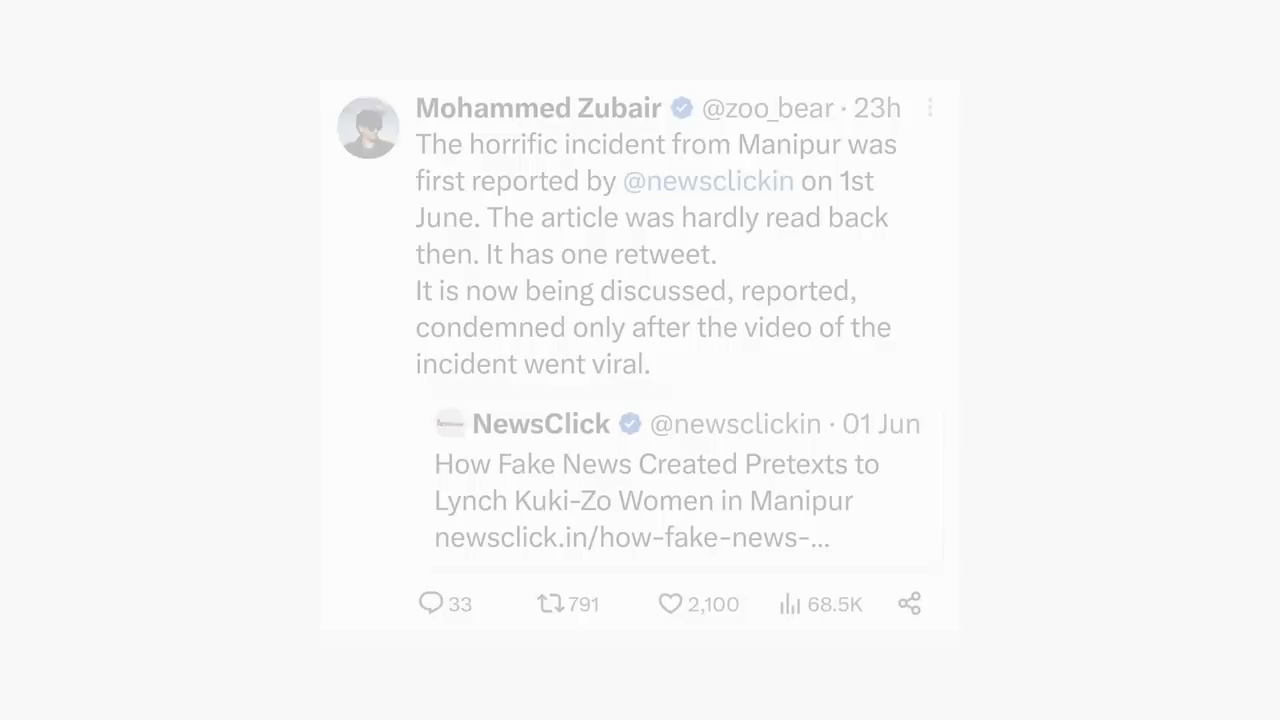 Mohammed Zubair @zoo_bear · 23h
The horrific incident from Manipur was
first reported by @newsclickin on 1st
June. The article was hardly read back
then. It has one retweet.
It is now being discussed, reported,
condemned only after the video of the
incident went viral.
NewsClick @newsclickin · 01 Jun
How Fake News Created Pretexts to
Lynch Kuki-Zo Women in Manipur
newsclick.in/how-fake-news-...
33 791 2,100 68.5K